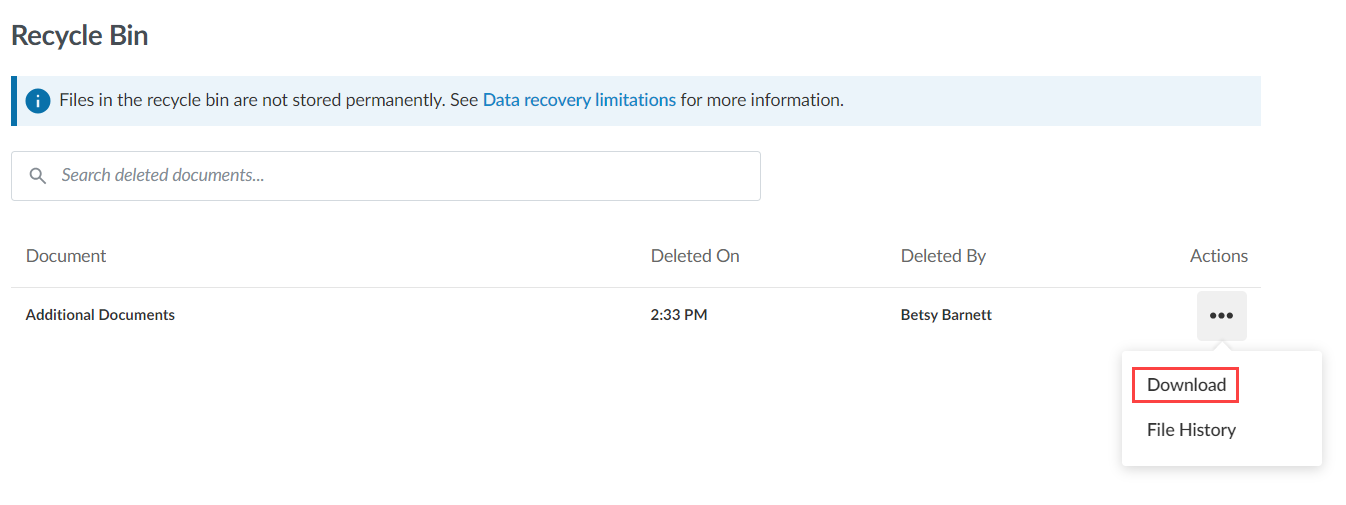 Recycle Bin
Files in the recycle bin are not stored permanently. See Data recovery limitations for more information.
Search deleted documents...
Document Deleted On Deleted By Actions
Additional Documents 2:33 PM Betsy Barnett
Download
File History